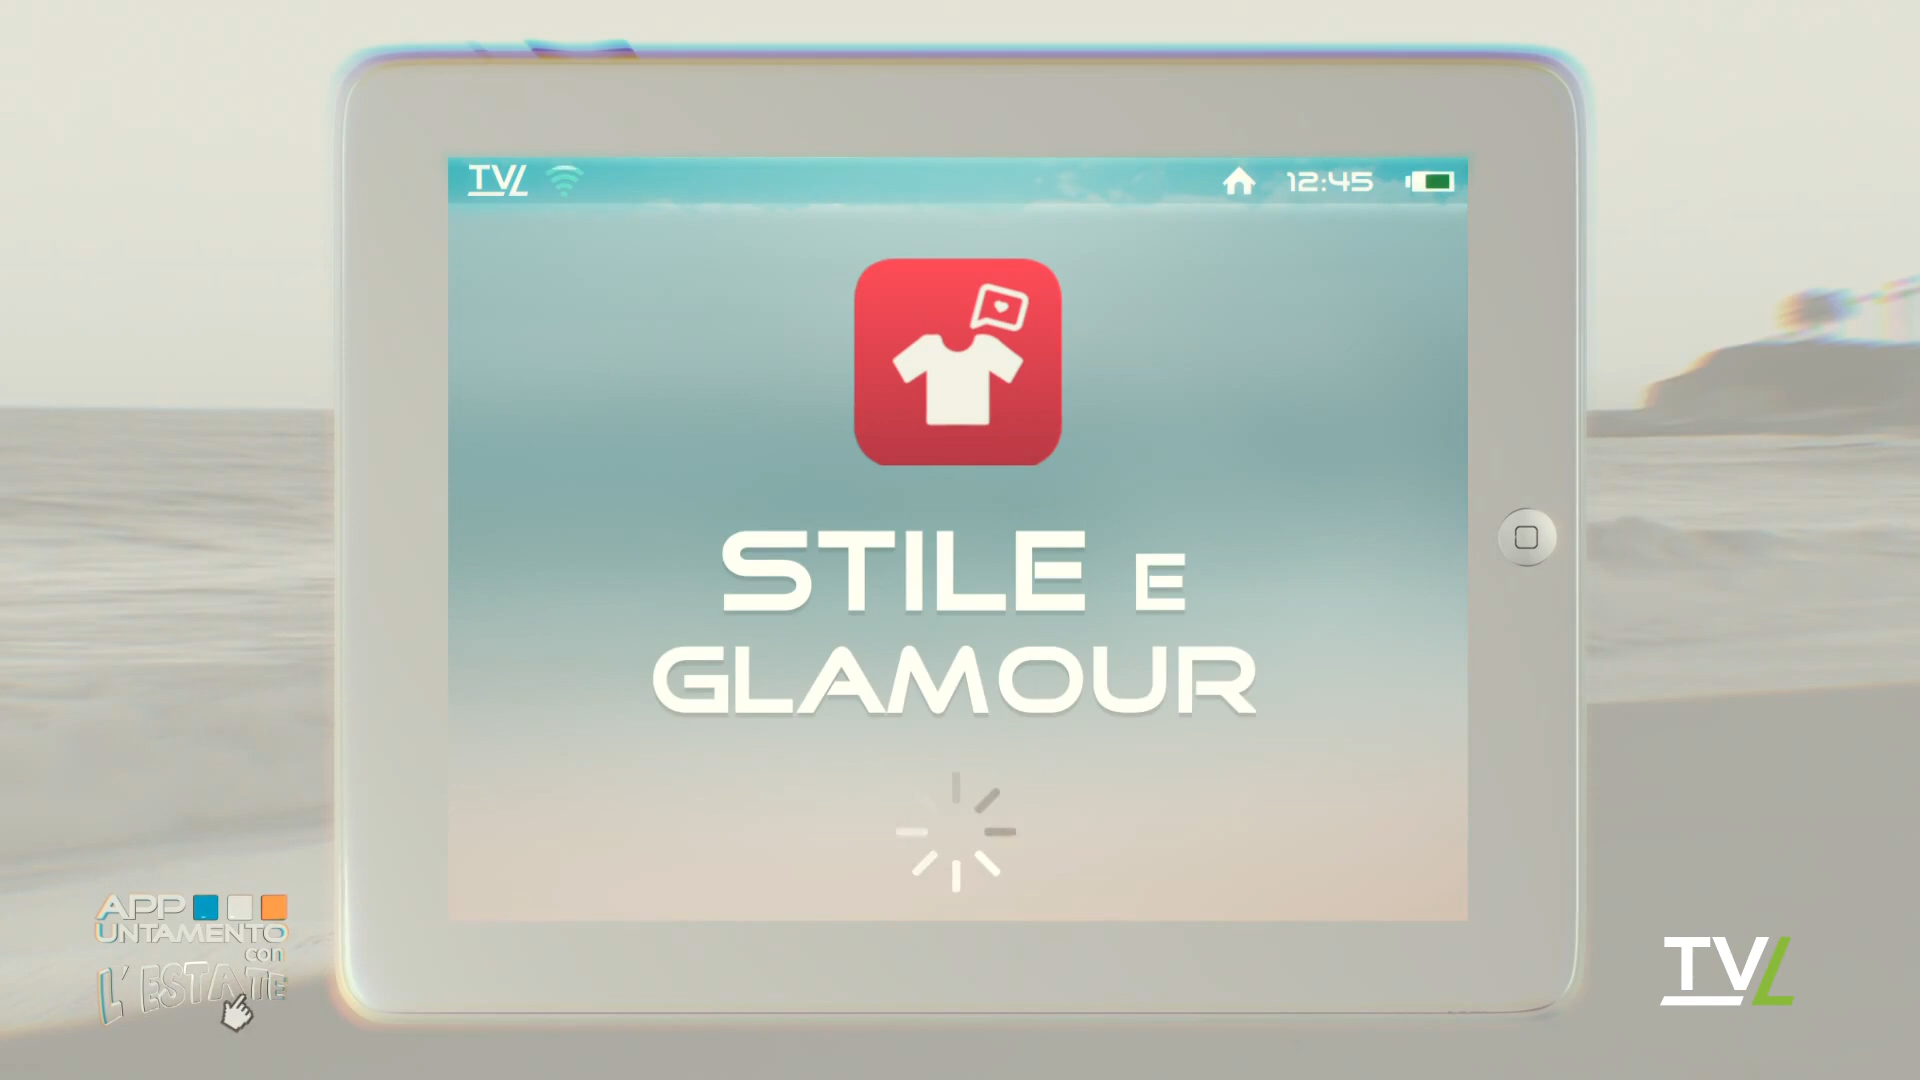 TVL
12:45
STILE E
GLAMOUR
APP
UNTAMENTO
con
L'ESTATE
TVL